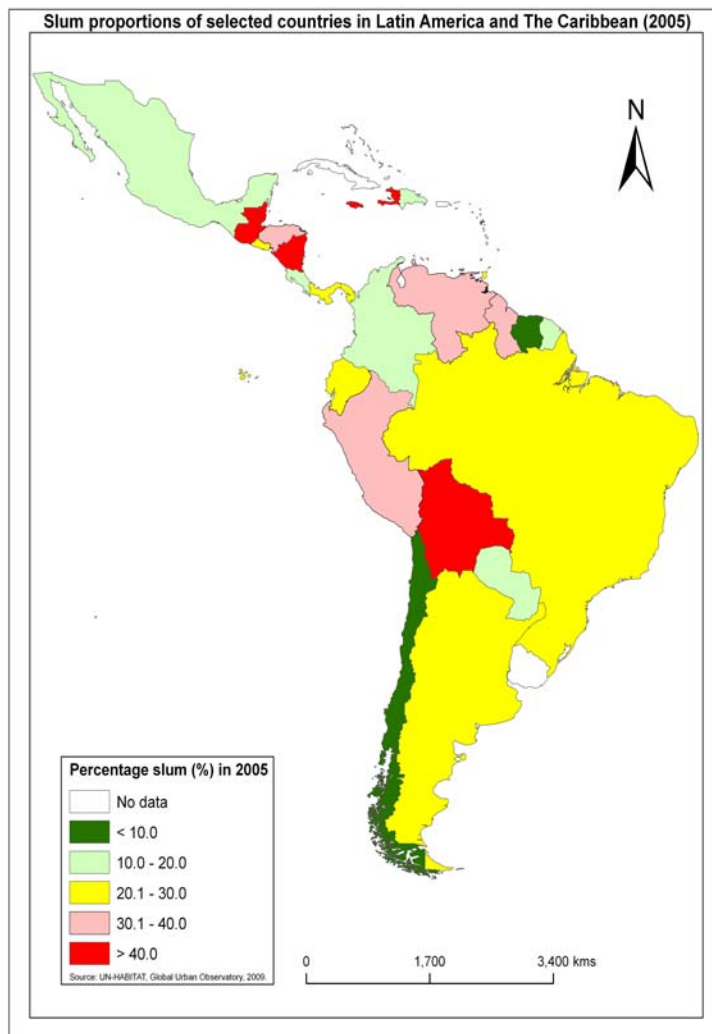 Slum proportions of selected countries in Latin America and The Caribbean (2005)
N
Percentage slum (%) in 2005
No data
< 10.0
10.0 - 20.0
20.1 - 30.0
30.1 - 40.0
> 40.0
Source: UN-HABITAT, Global Urban Observatory, 2009.
0 1,700 3,400 kms